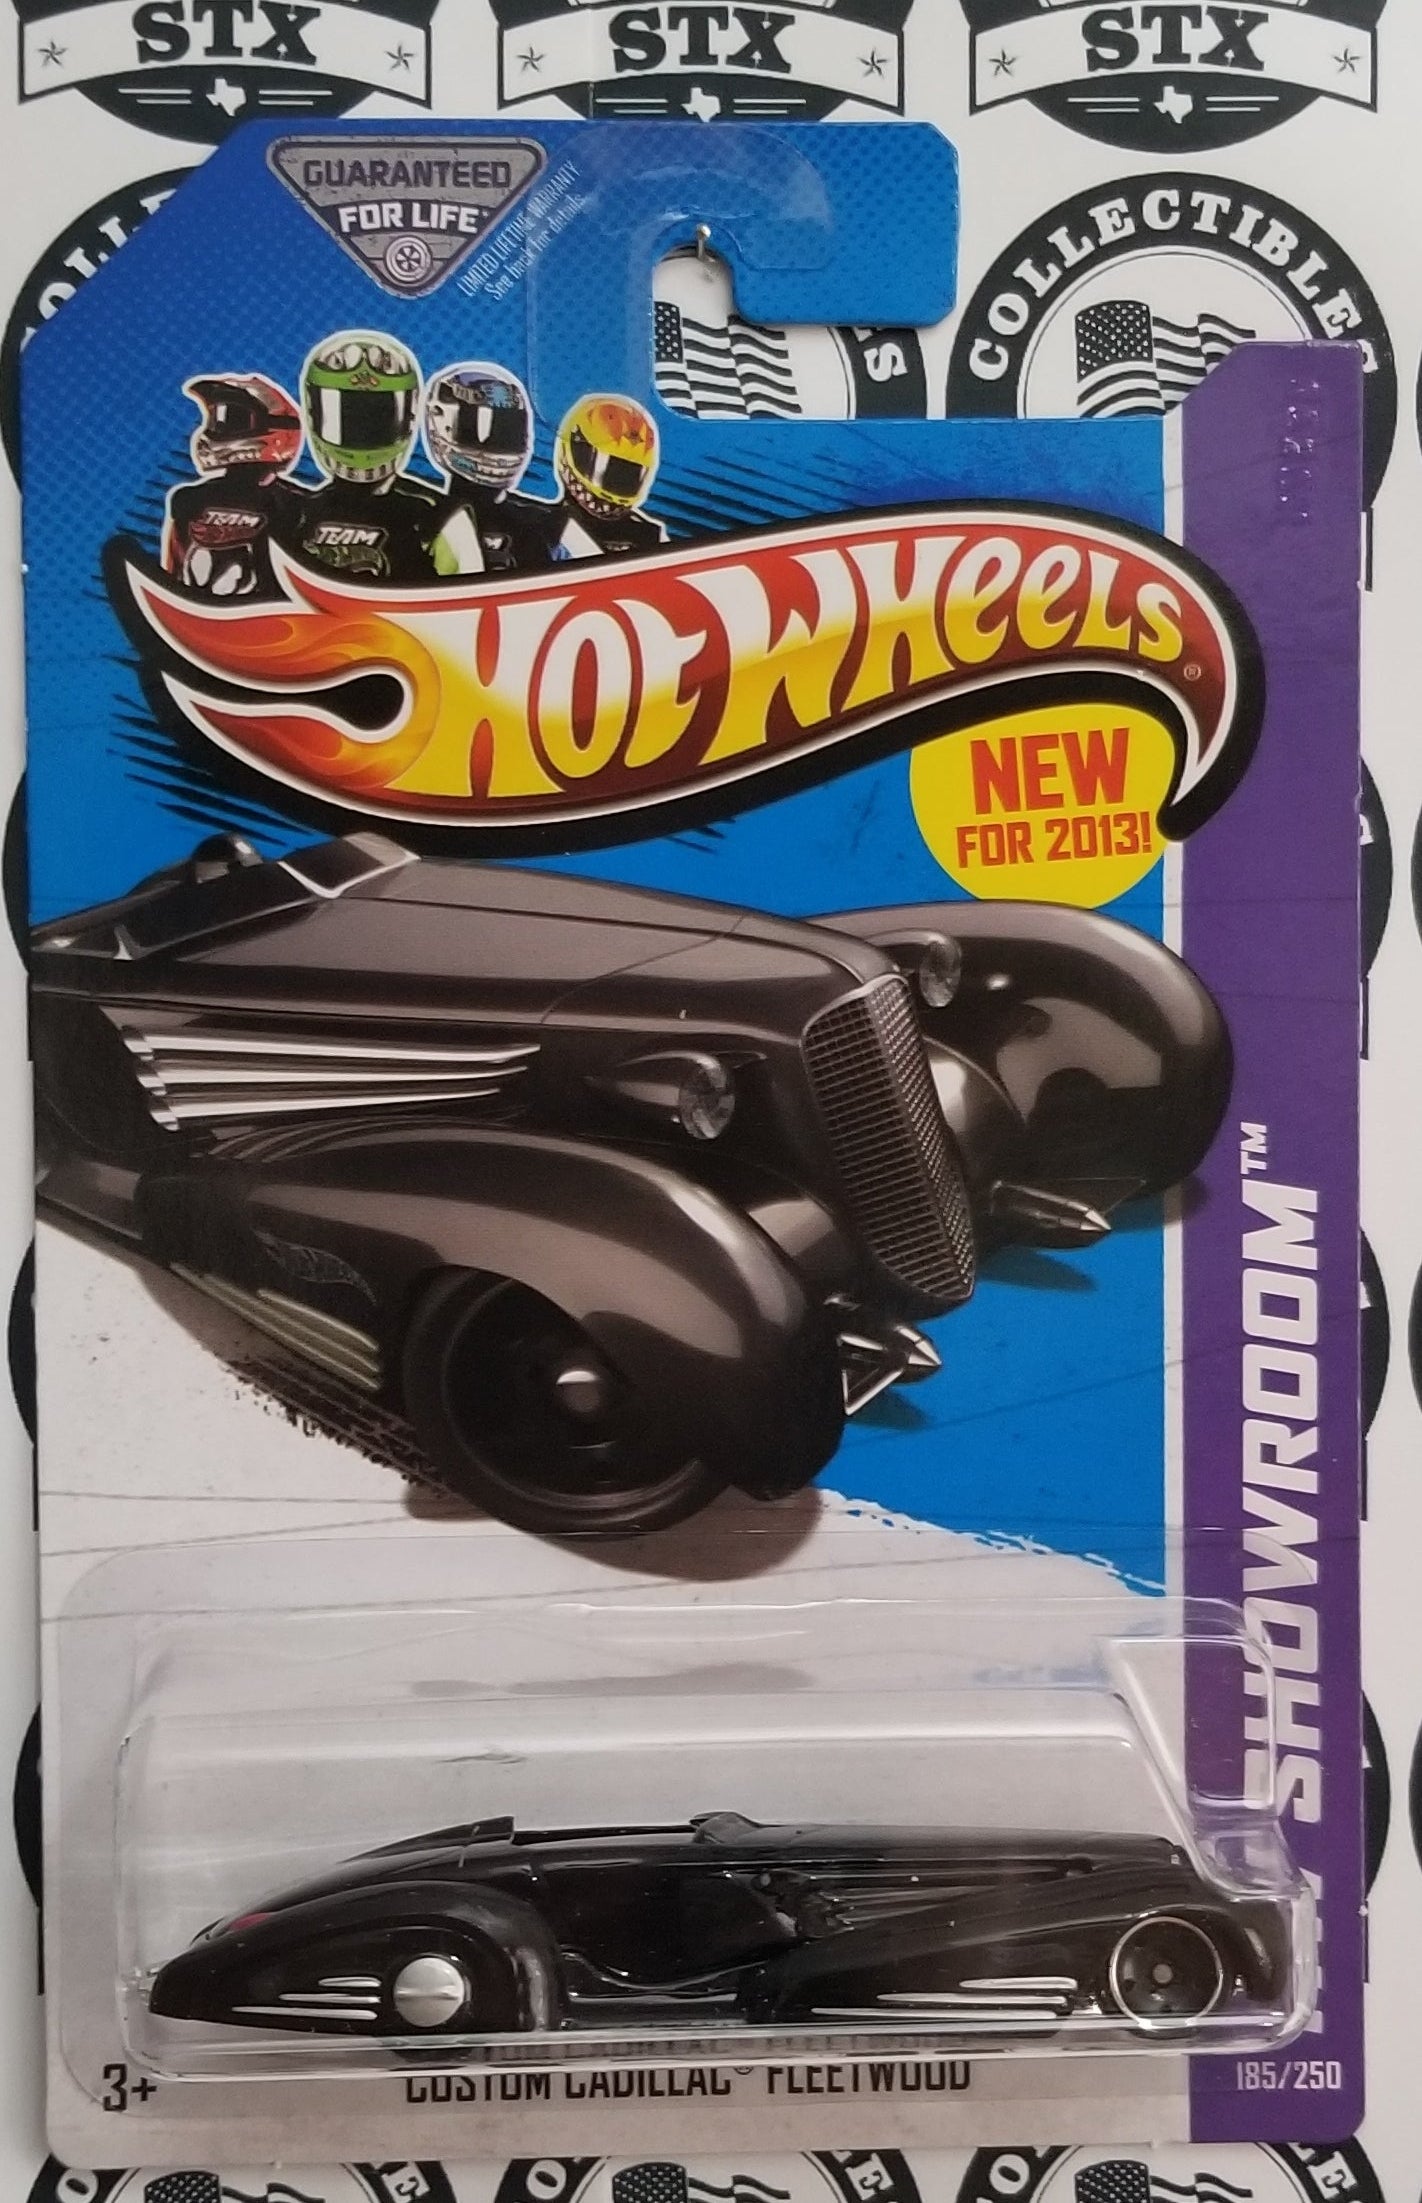 STX STX STX
GUARANTEED
FOR LIFE
LIMITED LIFETIME WARRANTY
See back for details.
COLLECTIBLES
TEAM
TEAM
HOT WHEELS®
NEW
FOR 2013!
SHOWROOM™
3+
CUSTOM CADILLAC® FLEETWOOD
185/250